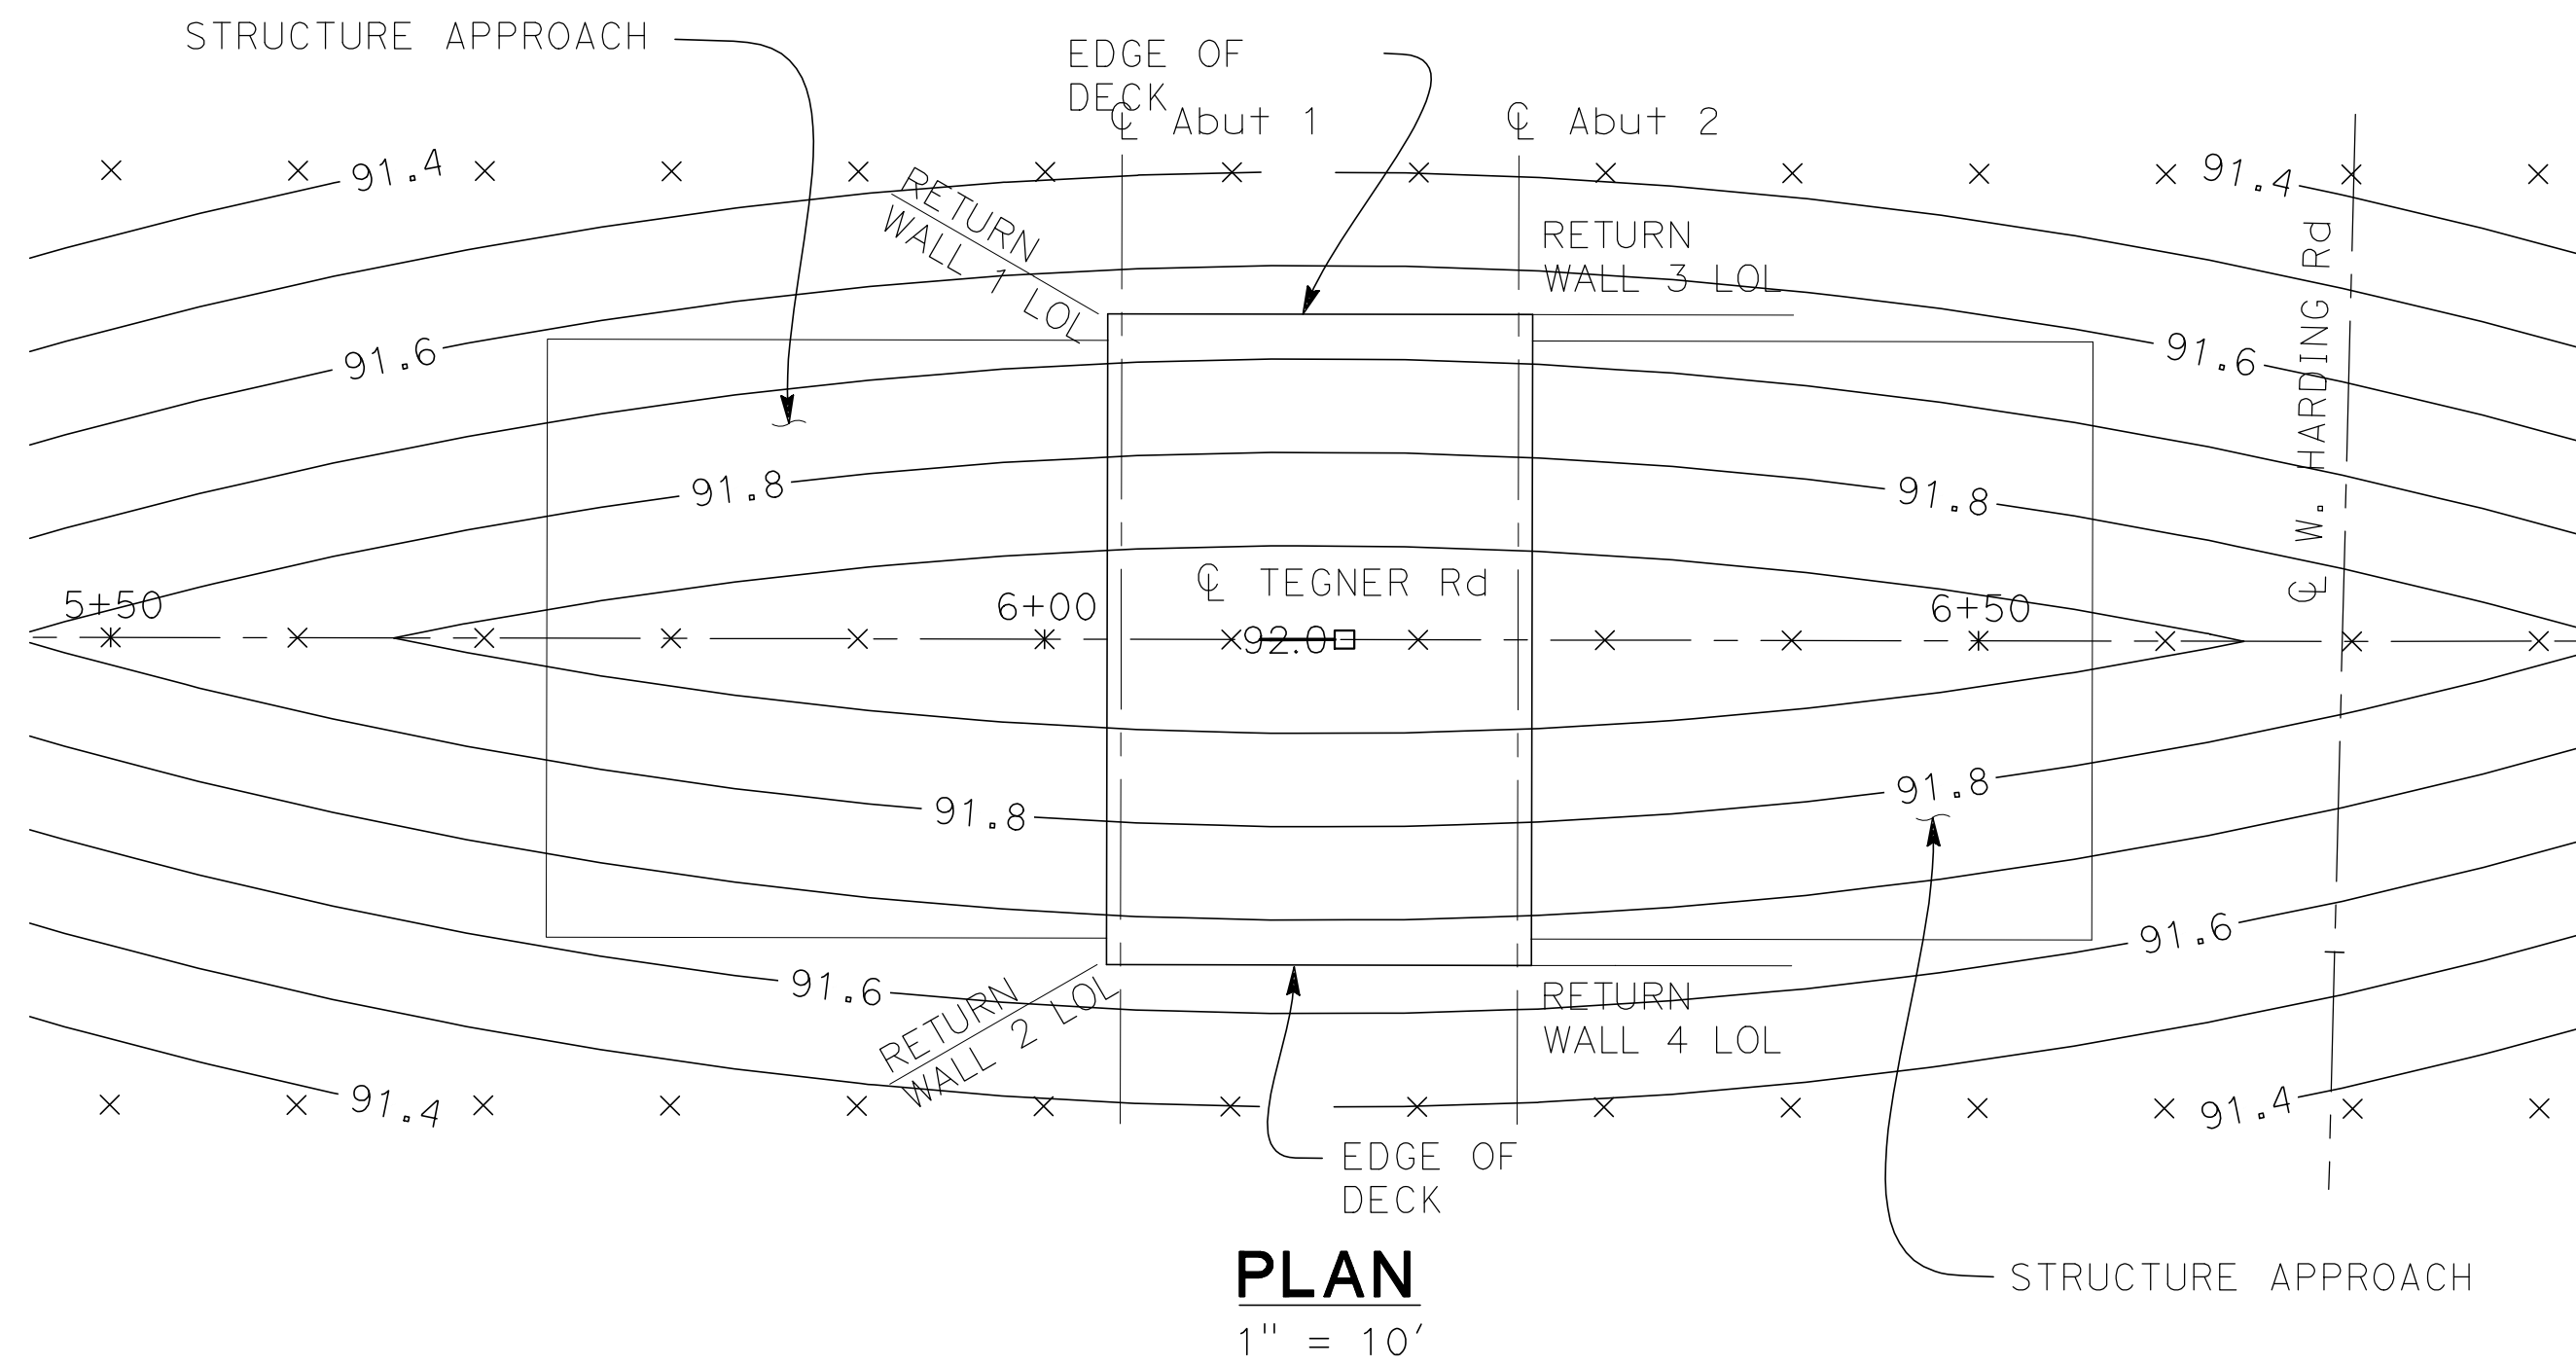 STRUCTURE APPROACH
EDGE OF
DECK
℄ Abut 1
℄ Abut 2
91.4
91.4
RETURN
WALL 1 LOL
RETURN
WALL 3 LOL
℄ W. HARDING Rd
91.6
91.6
91.8
91.8
5+50
6+00
℄ TEGNER Rd
6+50
92.0
91.8
91.8
91.6
91.6
RETURN
WALL 2 LOL
RETURN
WALL 4 LOL
91.4
91.4
EDGE OF
DECK
STRUCTURE APPROACH
PLAN
1" = 10'